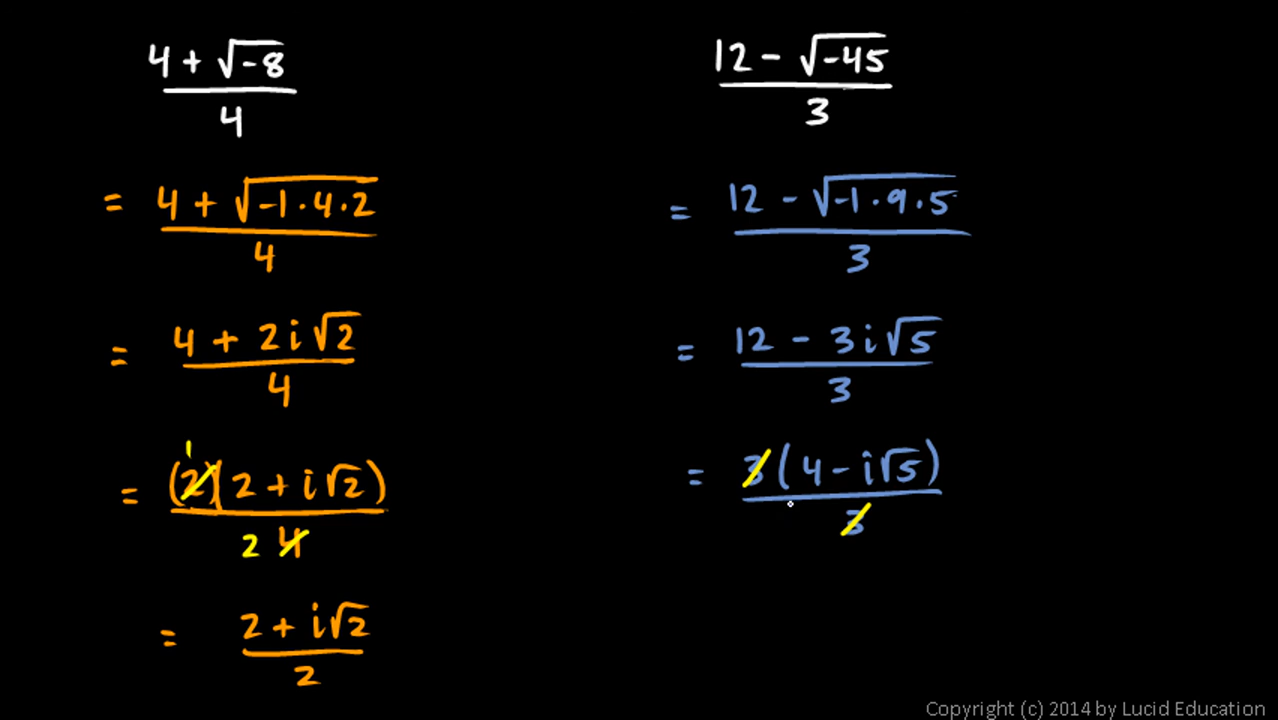 4 + √-8
4
= 4 + √-1·4·2
4
= 4 + 2i√2
4
1
= (2)(2 + i√2)
2 4
= 2 + i√2
2
12 - √-45
3
= 12 - √-1·9·5
3
= 12 - 3i√5
3
= 3(4 - i√5)
3
Copyright (c) 2014 by Lucid Education